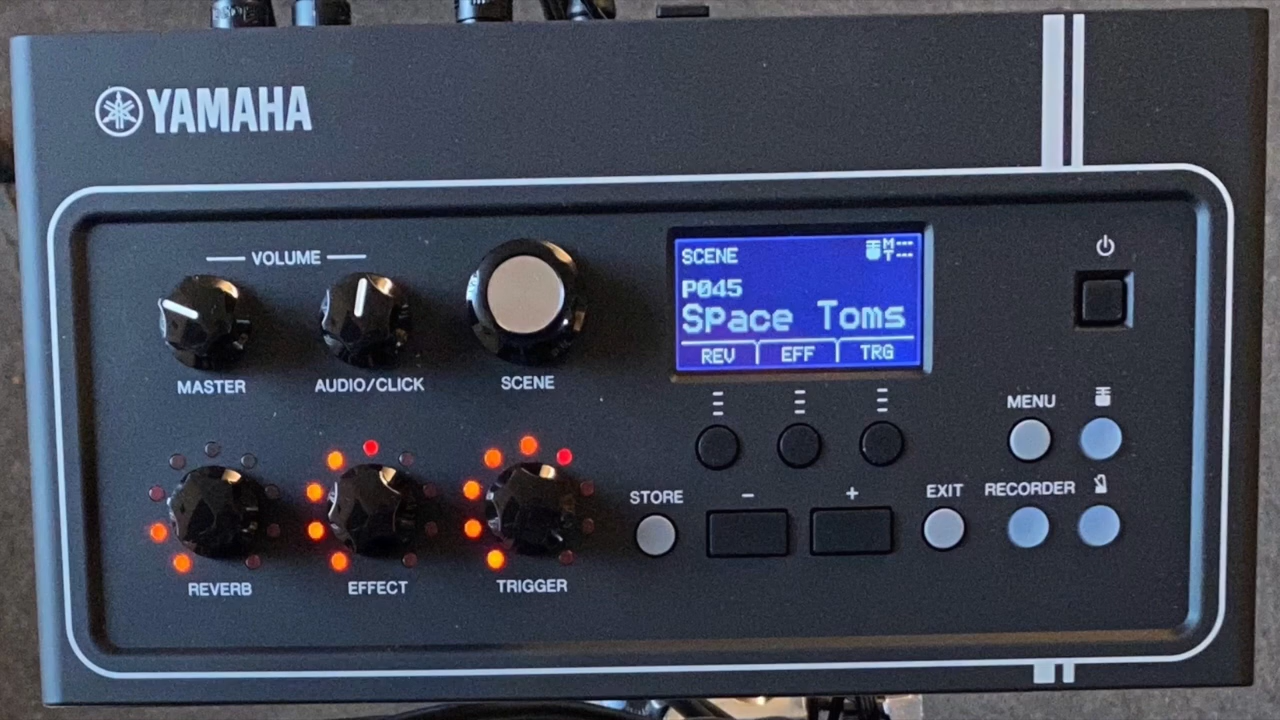 YAMAHA
VOLUME
MASTER
AUDIO/CLICK
SCENE
SCENE
M---
T---
P045
Space Toms
REV
EFF
TRG
MENU
STORE
-
+
EXIT
RECORDER
REVERB
EFFECT
TRIGGER